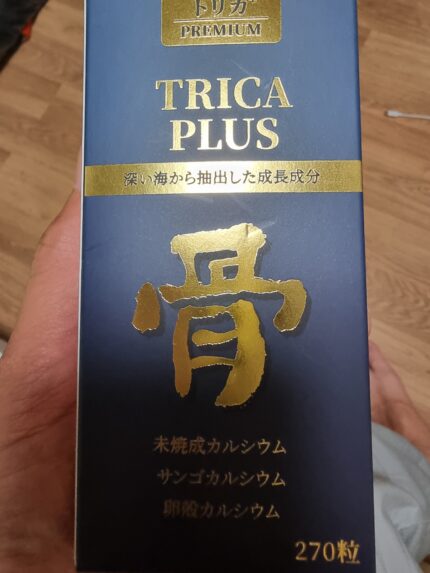 トリカ
PREMIUM
TRICA
PLUS
深い海から抽出した成長成分
骨
未焼成カルシウム
サンゴカルシウム
卵殻カルシウム
270粒